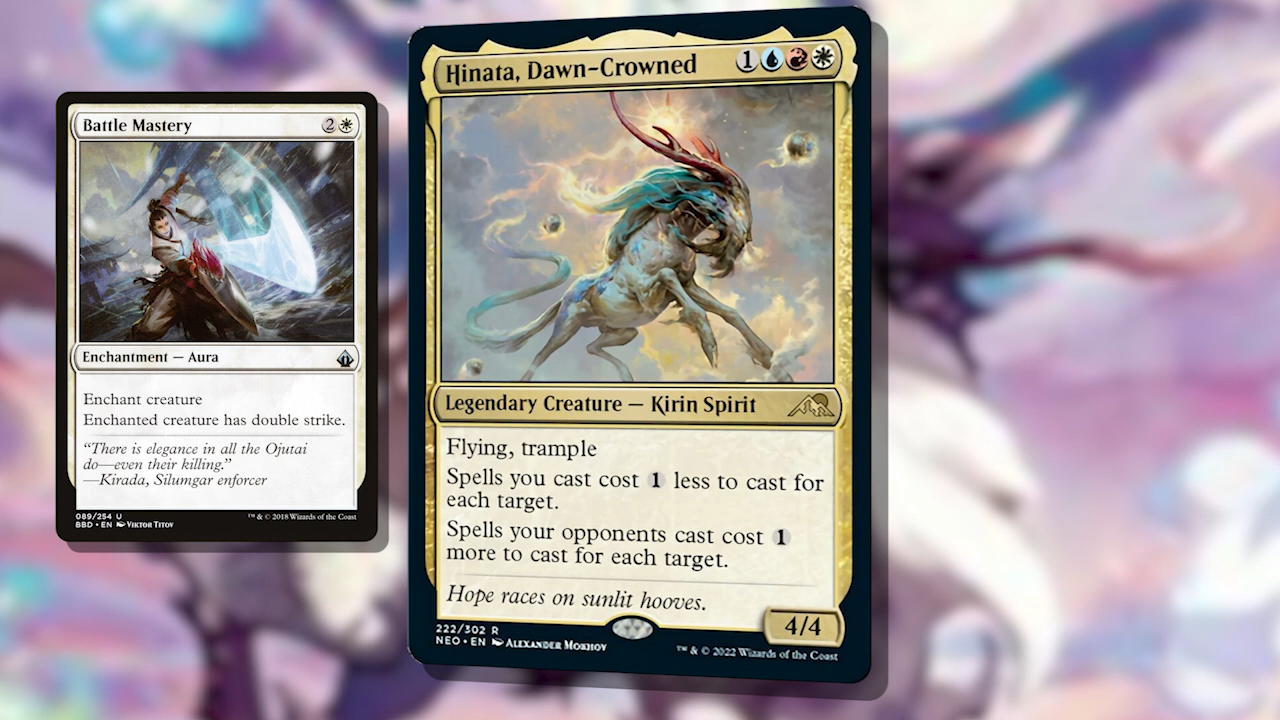 Battle Mastery 2
Enchantment — Aura
Enchant creature
Enchanted creature has double strike.
“There is elegance in all the Ojutai
do—even their killing.”
—Kirada, Silumgar enforcer
089/254 U
BBD • EN Viktor Titov
™ & © 2018 Wizards of the Coast
Hinata, Dawn-Crowned 1
Legendary Creature — Kirin Spirit
Flying, trample
Spells you cast cost 1 less to cast for
each target.
Spells your opponents cast cost 1
more to cast for each target.
Hope races on sunlit hooves.
4/4
222/302 R
NEO • EN Alexander Mokhov
™ & © 2022 Wizards of the Coast